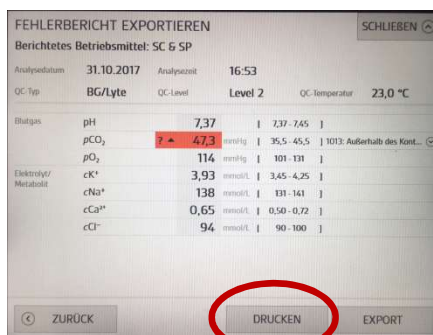 FEHLERBERICHT EXPORTIEREN SCHLIEẞEN
Berichtetes Betriebsmittel: SC & SP
Analysedatum 31.10.2017 Analysezeit 16:53
QC-Typ BG/Lyte QC-Level Level 2 QC-Temperatur 23,0 °C
Blutgas pH 7,37 [ 7,37 - 7,45 ]
pCO₂ ? 47,3 mmHg [ 35,5 - 45,5 ] 1013: Außerhalb des Kont...
pO₂ 114 mmHg [ 101 - 131 ]
Elektrolyt/ cK⁺ 3,93 mmol/L [ 3,45 - 4,25 ]
Metabolit
cNa⁺ 138 mmol/L [ 131 - 141 ]
cCa²⁺ 0,65 mmol/L [ 0,50 - 0,72 ]
cCl⁻ 94 mmol/L [ 90 - 100 ]
ZURÜCK DRUCKEN EXPORT